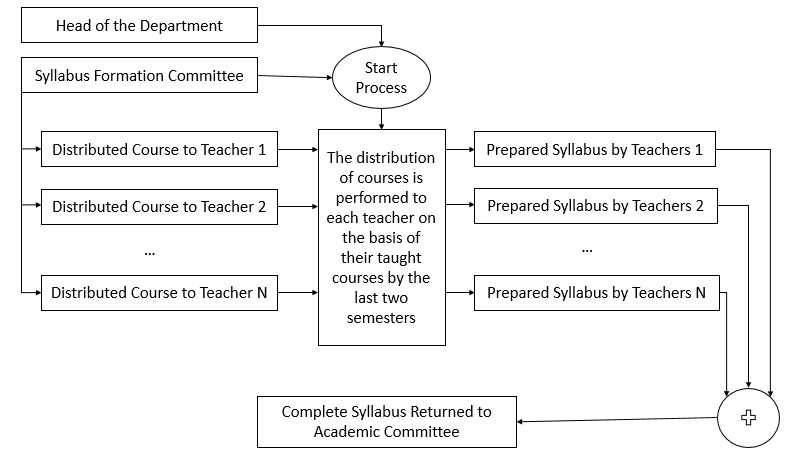 Head of the Department
Syllabus Formation Committee
Start
Process
Distributed Course to Teacher 1
Distributed Course to Teacher 2
...
Distributed Course to Teacher N
The distribution
of courses is
performed to
each teacher on
the basis of
their taught
courses by the
last two
semesters
Prepared Syllabus by Teachers 1
Prepared Syllabus by Teachers 2
...
Prepared Syllabus by Teachers N
Complete Syllabus Returned to
Academic Committee